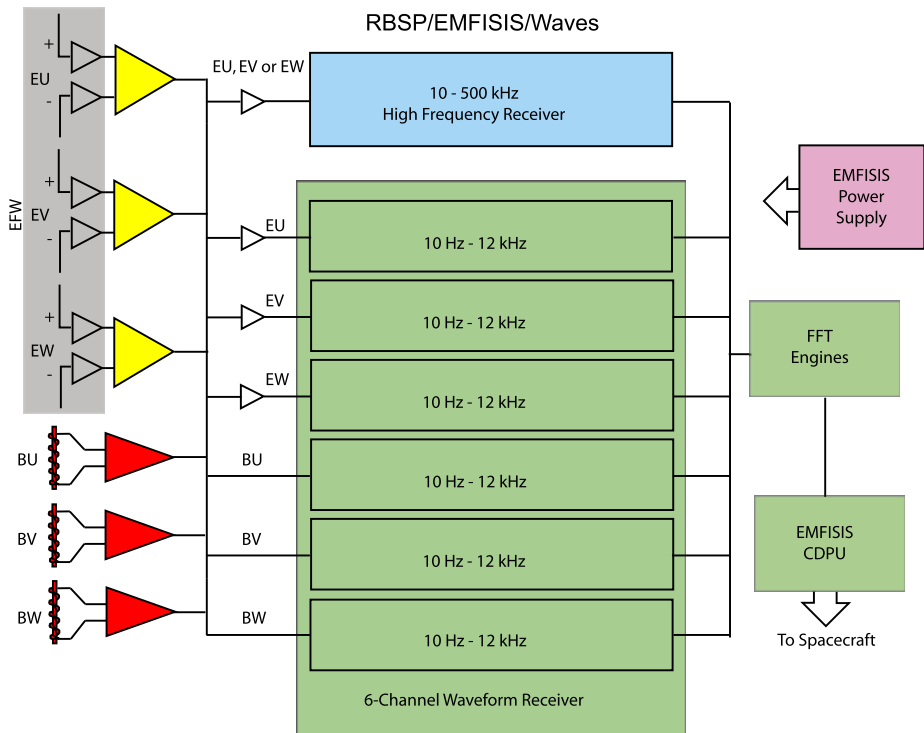 RBSP/EMFISIS/Waves
EFW
+
EU
-
+
EV
-
+
EW
-
BU
BV
BW
EU, EV or EW
10 - 500 kHz
High Frequency Receiver
EU
10 Hz - 12 kHz
EV
10 Hz - 12 kHz
EW
10 Hz - 12 kHz
BU
10 Hz - 12 kHz
BV
10 Hz - 12 kHz
BW
10 Hz - 12 kHz
6-Channel Waveform Receiver
EMFISIS
Power
Supply
FFT
Engines
EMFISIS
CDPU
To Spacecraft